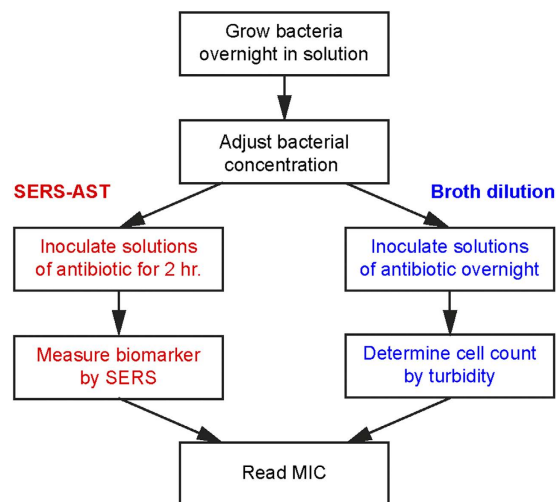 Grow bacteria
overnight in solution
Adjust bacterial
concentration
SERS-AST
Broth dilution
Inoculate solutions
of antibiotic for 2 hr.
Inoculate solutions
of antibiotic overnight
Measure biomarker
by SERS
Determine cell count
by turbidity
Read MIC